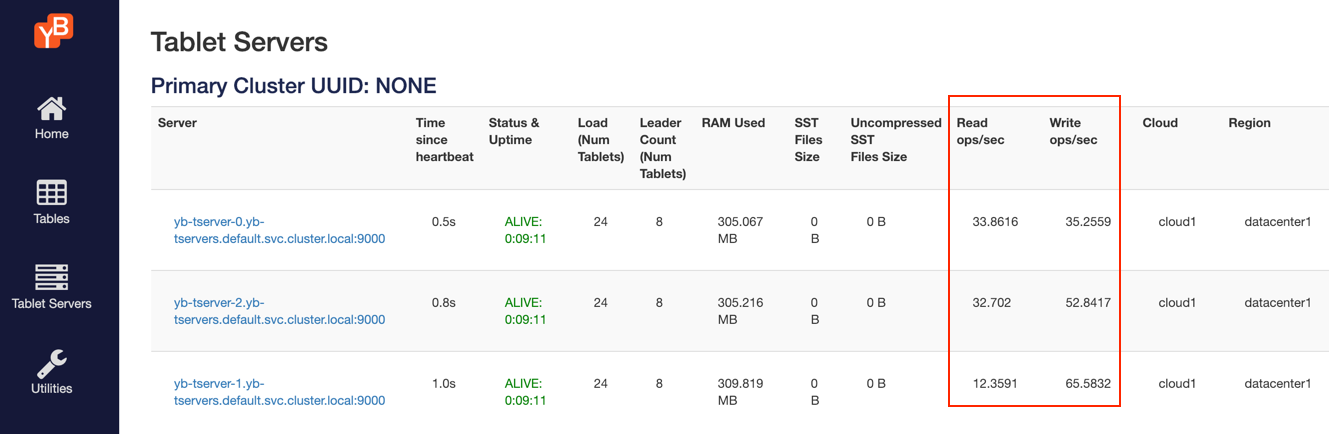 YB
Home
Tables
Tablet Servers
Utilities
Tablet Servers
Primary Cluster UUID: NONE
Server
Time since heartbeat
Status & Uptime
Load (Num Tablets)
Leader Count (Num Tablets)
RAM Used
SST Files Size
Uncompressed SST Files Size
Read ops/sec
Write ops/sec
Cloud
Region
yb-tserver-0.yb-tservers.default.svc.cluster.local:9000 0.5s ALIVE: 0:09:11 24 8 305.067 MB 0 B 0 B 33.8616 35.2559 cloud1 datacenter1
yb-tserver-2.yb-tservers.default.svc.cluster.local:9000 0.8s ALIVE: 0:09:11 24 8 305.216 MB 0 B 0 B 32.702 52.8417 cloud1 datacenter1
yb-tserver-1.yb-tservers.default.svc.cluster.local:9000 1.0s ALIVE: 0:09:11 24 8 309.819 MB 0 B 0 B 12.3591 65.5832 cloud1 datacenter1